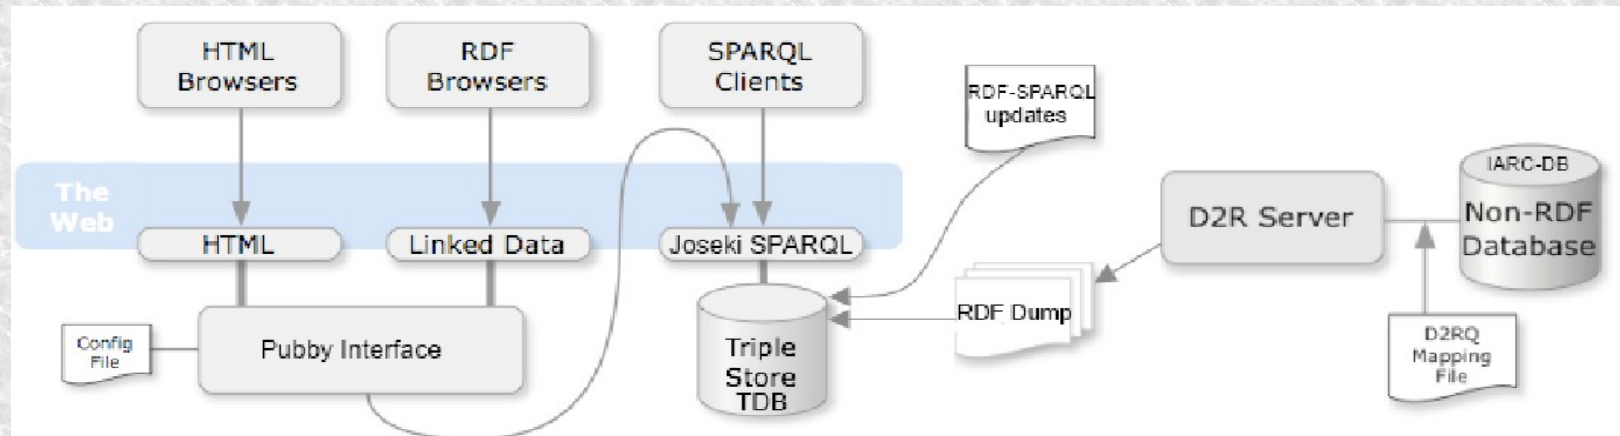 HTML
Browsers
RDF
Browsers
SPARQL
Clients
RDF-SPARQL
updates
The
Web
HTML
Linked Data
Joseki SPARQL
D2R Server
IARC-DB
Non-RDF
Database
Config
File
Pubby Interface
Triple
Store
TDB
RDF Dump
D2RQ
Mapping
File